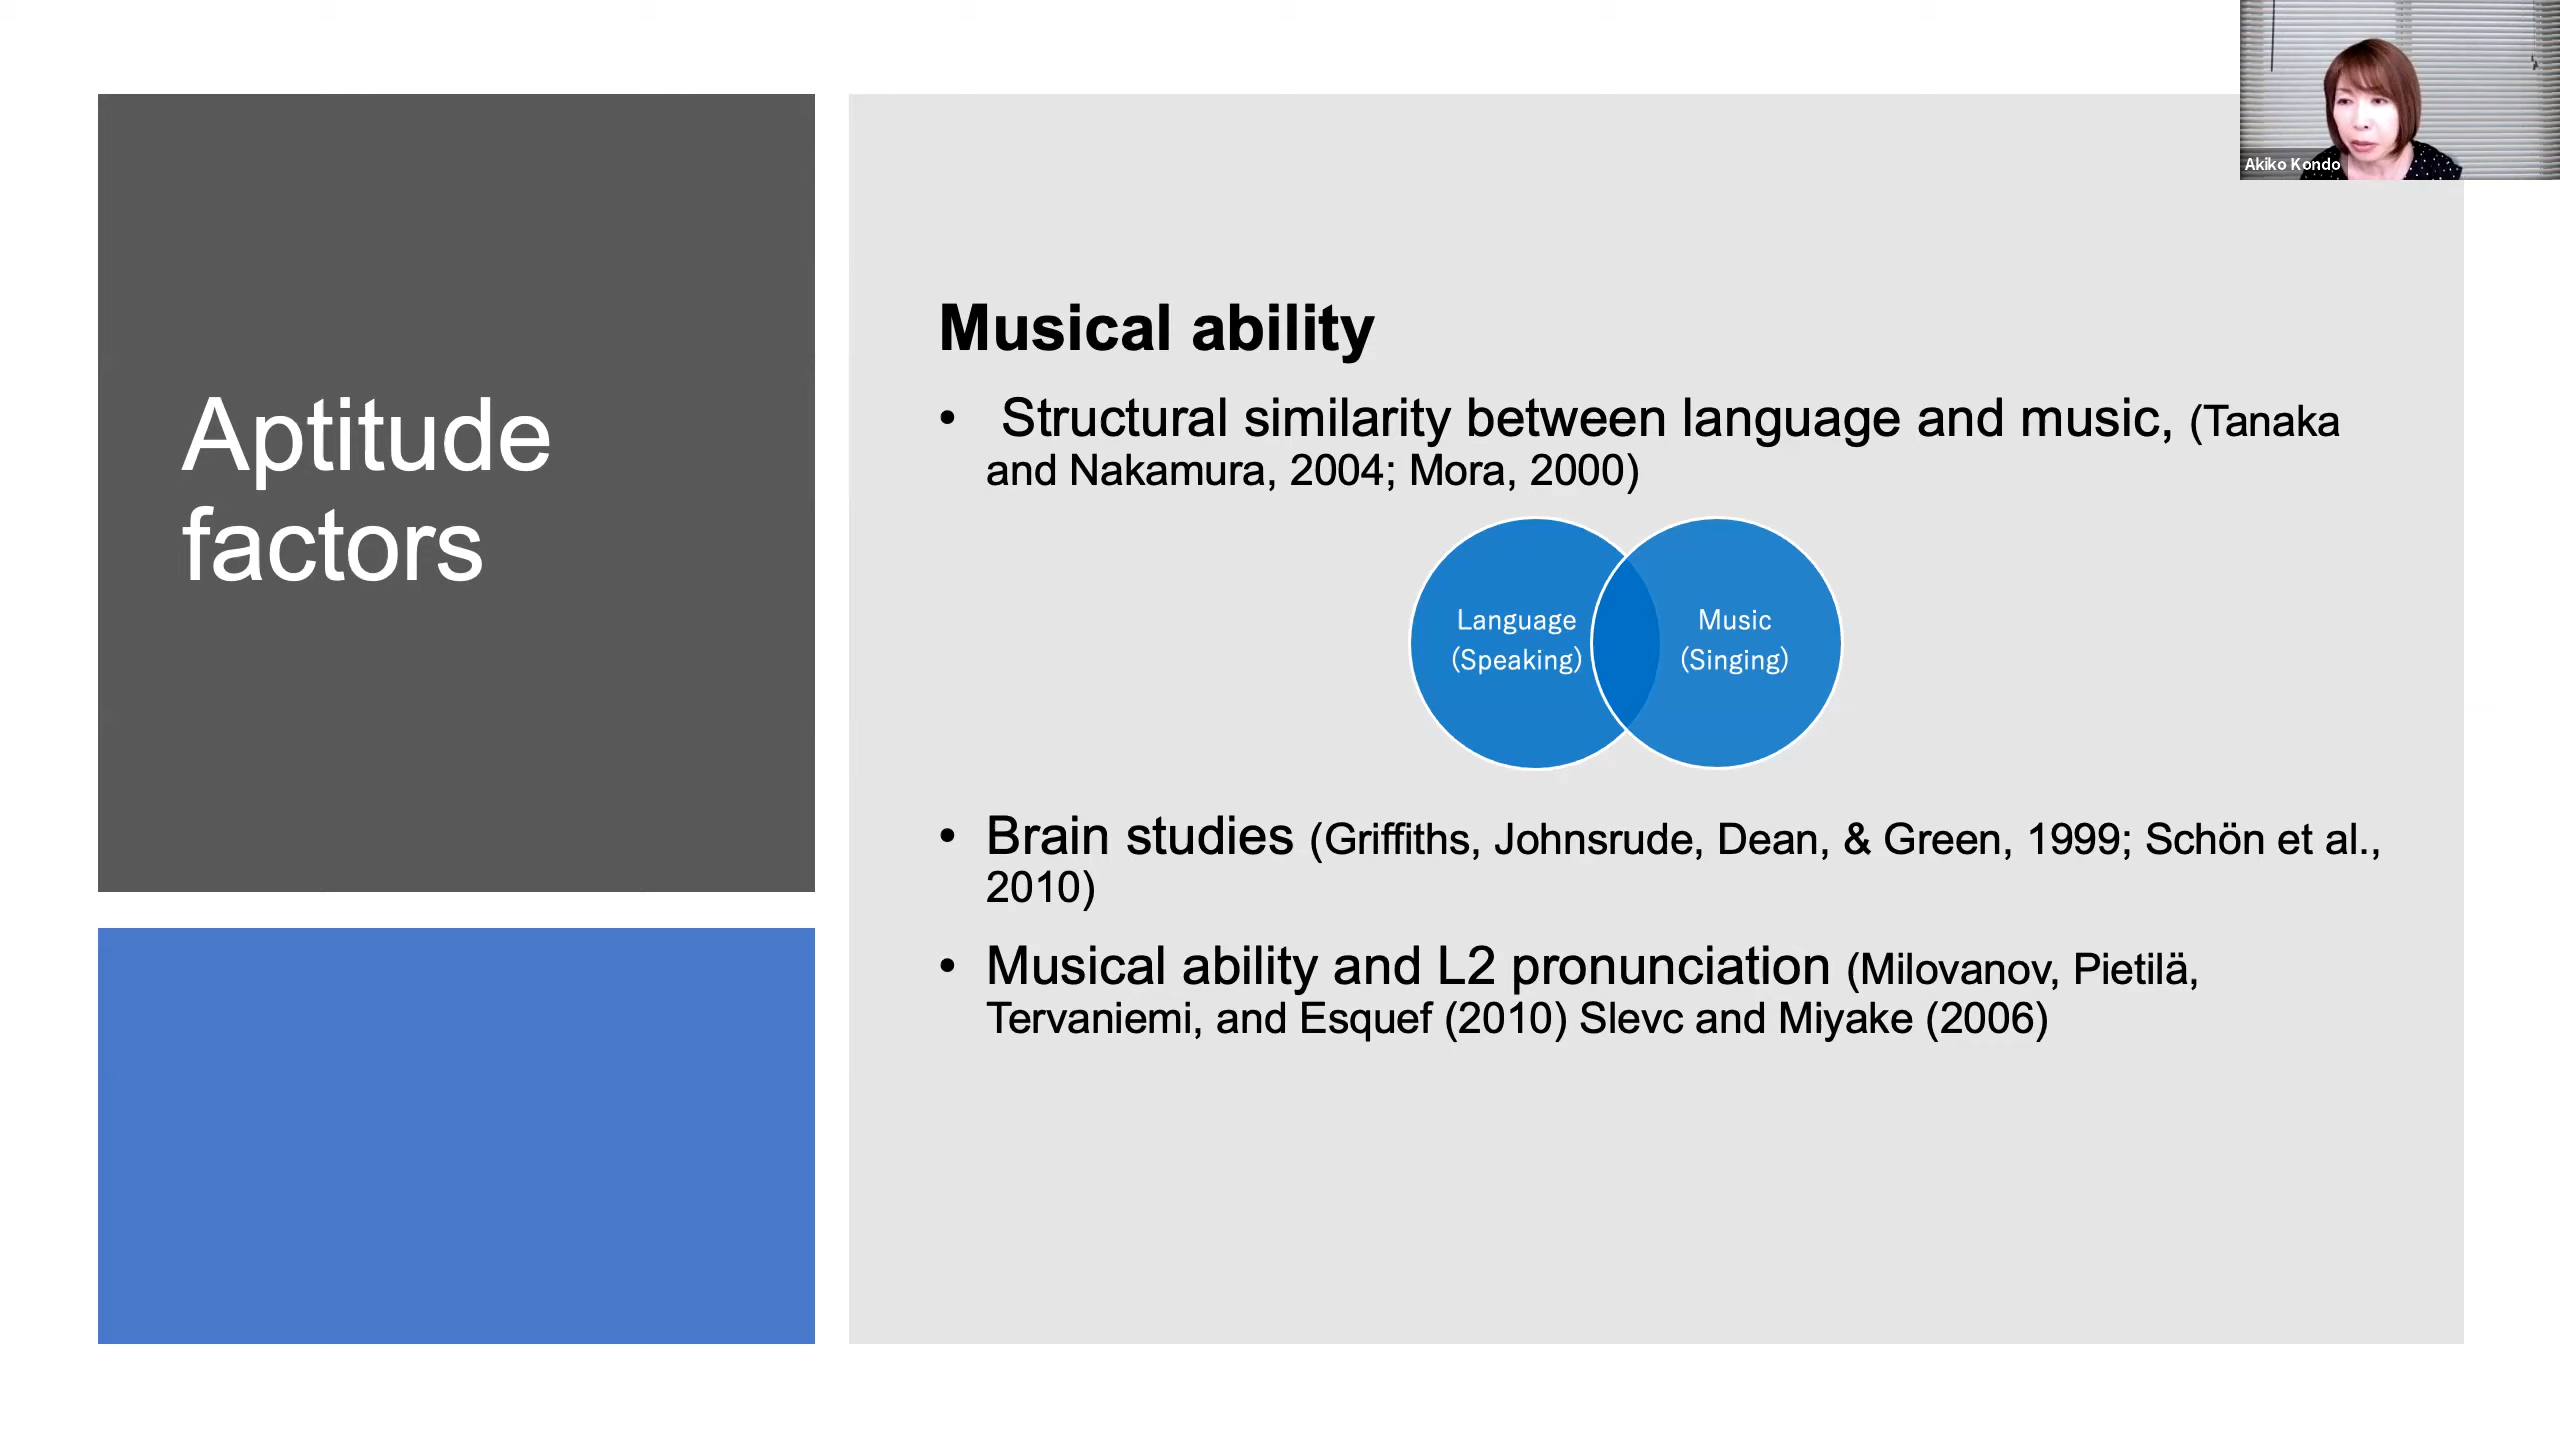 Akiko Kondo
Aptitude
factors
Musical ability
• Structural similarity between language and music, (Tanaka
and Nakamura, 2004; Mora, 2000)
Language
(Speaking)
Music
(Singing)
• Brain studies (Griffiths, Johnsrude, Dean, & Green, 1999; Schön et al.,
2010)
• Musical ability and L2 pronunciation (Milovanov, Pietilä,
Tervaniemi, and Esquef (2010) Slevc and Miyake (2006)